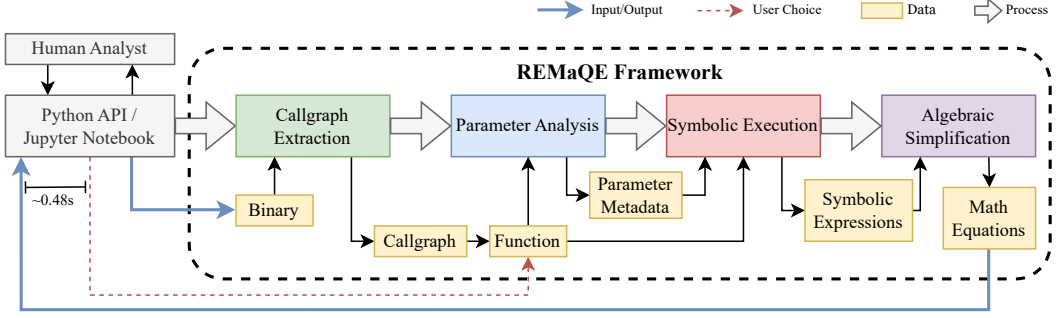 Input/Output
User Choice
Data
Process
Human Analyst
REMaQE Framework
Python API /
Jupyter Notebook
Callgraph
Extraction
Parameter Analysis
Symbolic Execution
Algebraic
Simplification
~0.48s
Binary
Parameter
Metadata
Symbolic
Expressions
Math
Equations
Callgraph
Function